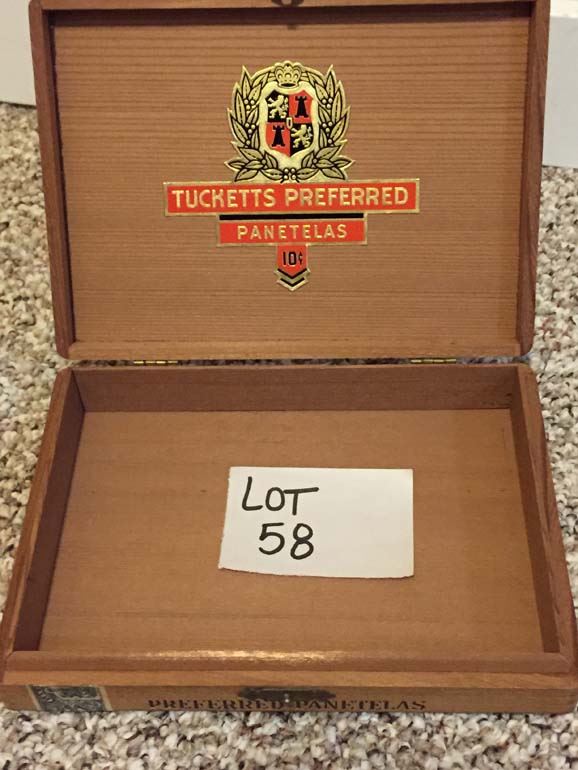 TUCKETTS PREFERRED
PANETELAS
10¢
LOT
58
PREFERRED PANETELAS